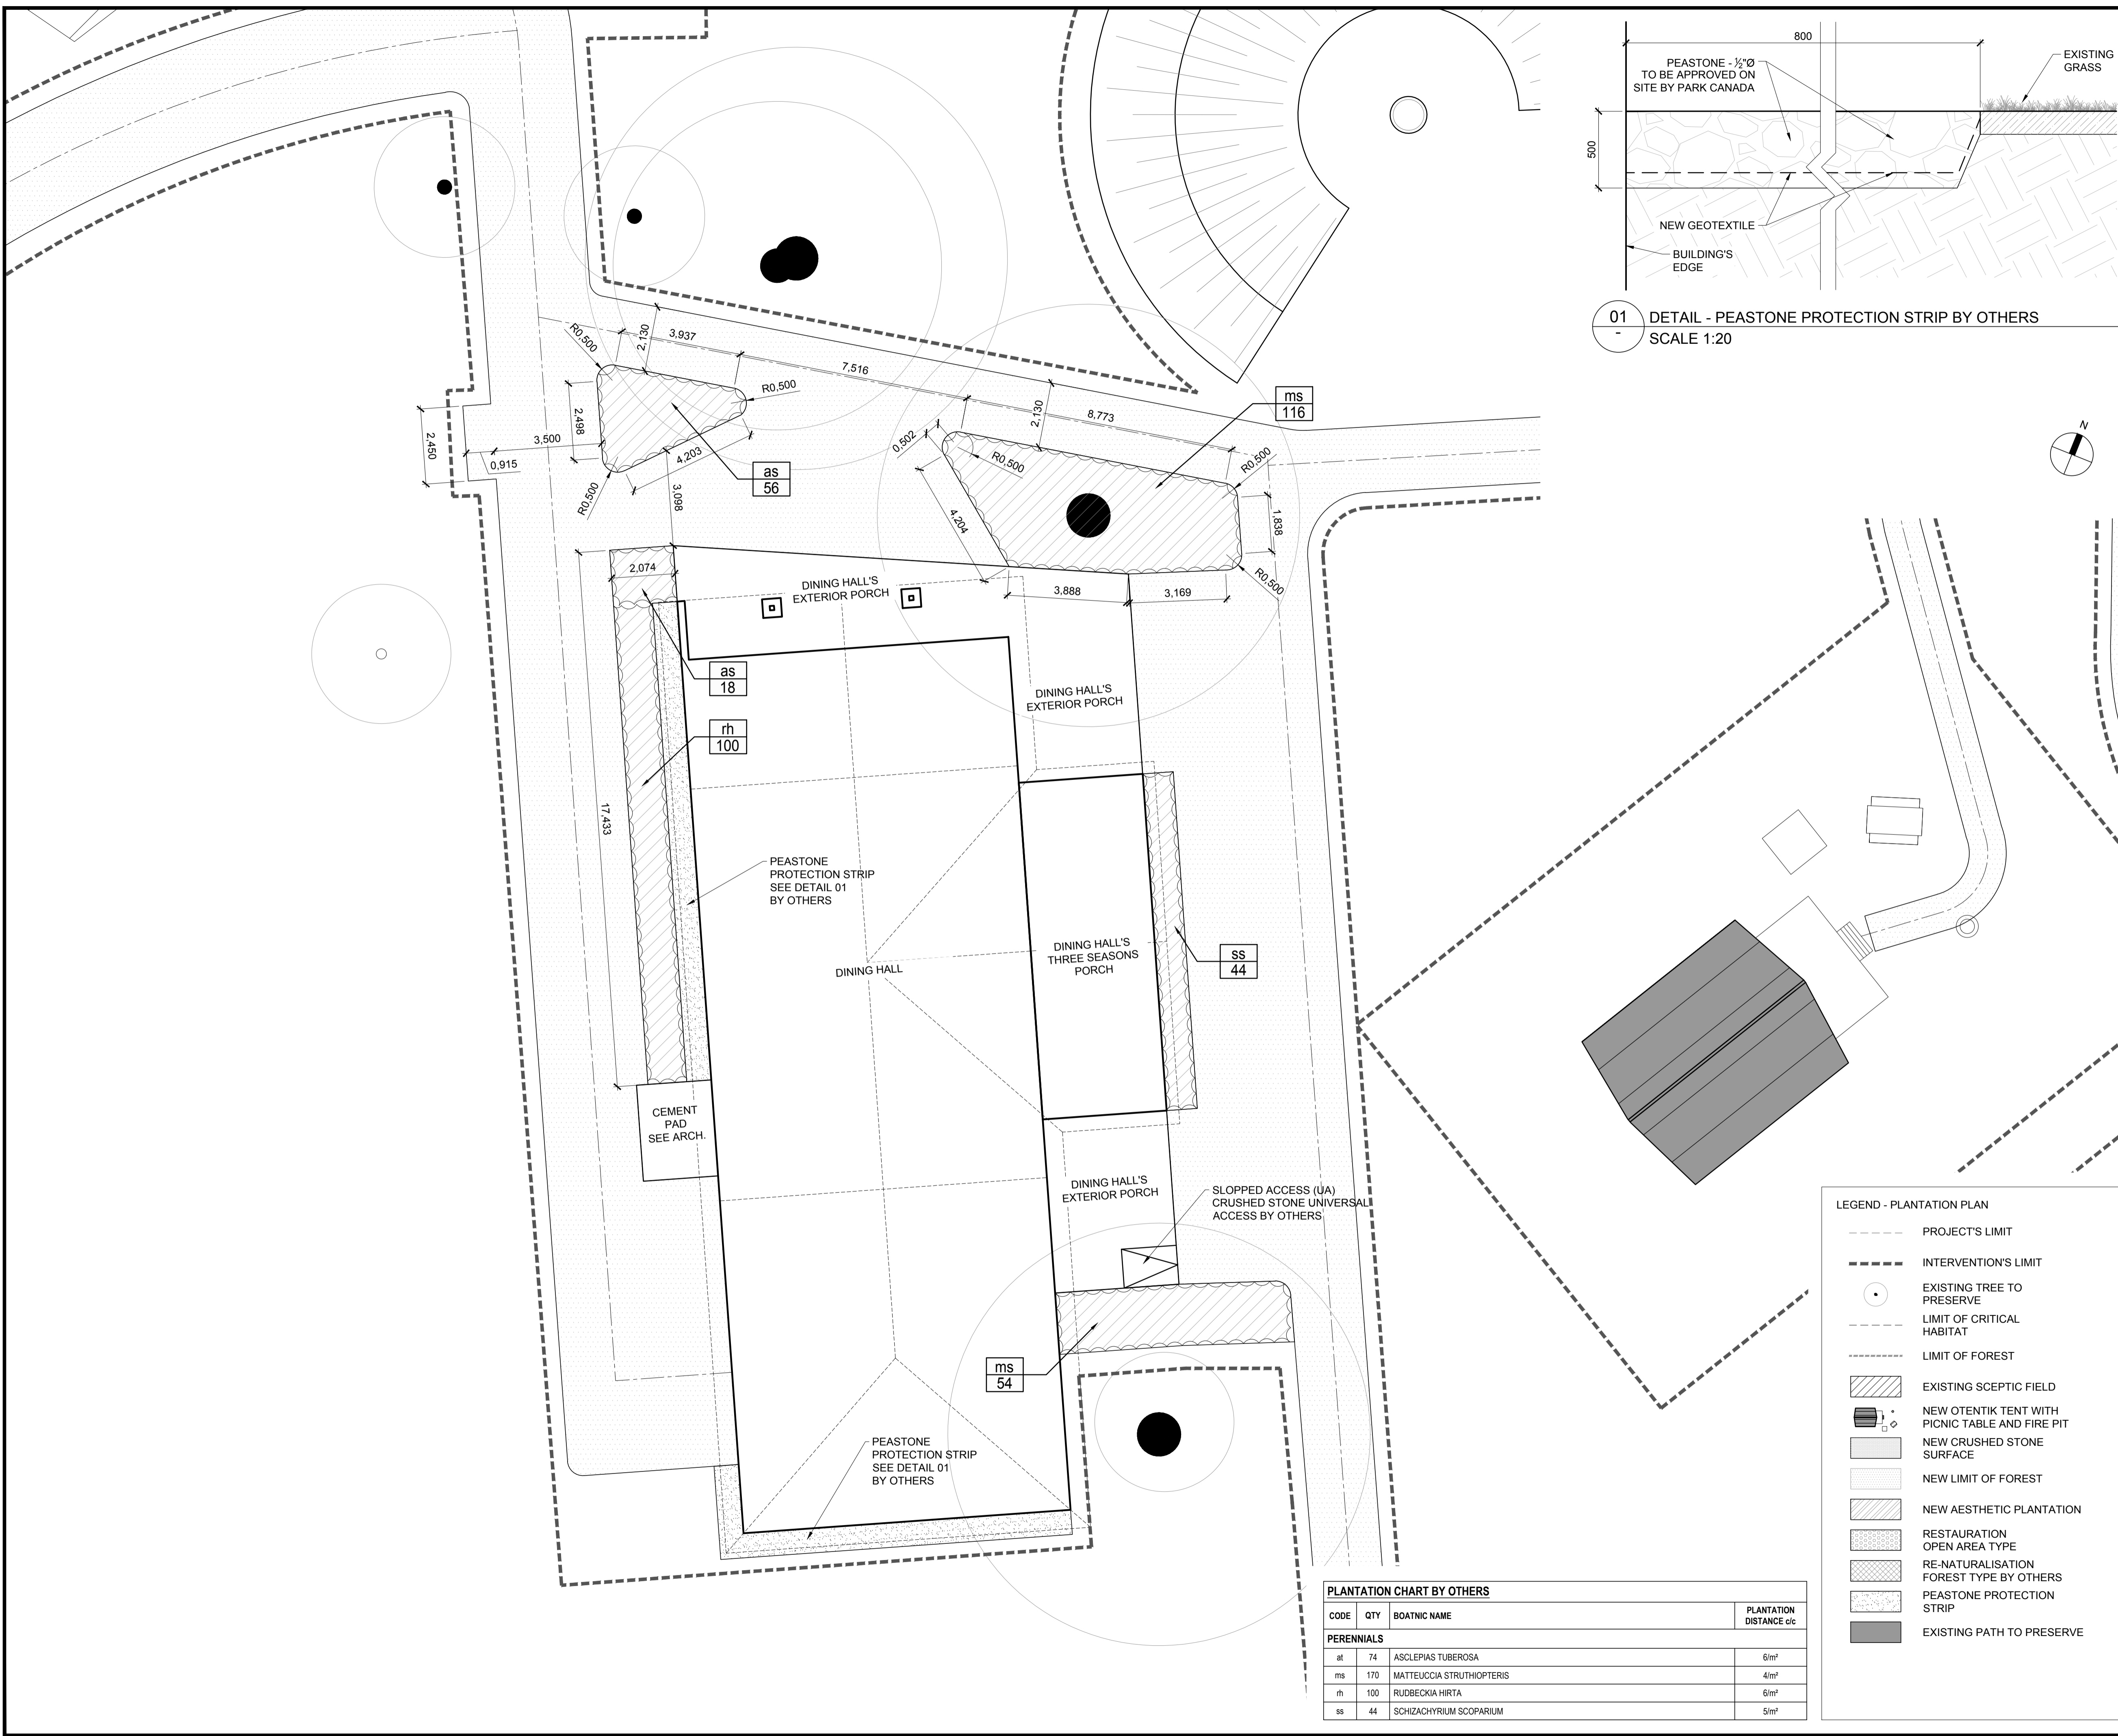 800
PEASTONE - ½"Ø
TO BE APPROVED ON
SITE BY PARK CANADA
EXISTING
GRASS
500
NEW GEOTEXTILE
BUILDING'S
EDGE
01
-
DETAIL - PEASTONE PROTECTION STRIP BY OTHERS
SCALE 1:20
N
R0,500
2,130
3,937
7,516
R0,500
2,498
2,450
3,500
0,915
4,203
R0,500
3,098
as
56
2,130
8,773
ms
116
0.502
R0,500
R0,500
4,204
1,838
R0,500
3,888
3,169
2,074
DINING HALL'S
EXTERIOR PORCH
as
18
rh
100
DINING HALL'S
EXTERIOR PORCH
17,433
PEASTONE
PROTECTION STRIP
SEE DETAIL 01
BY OTHERS
DINING HALL
DINING HALL'S
THREE SEASONS
PORCH
ss
44
CEMENT
PAD
SEE ARCH.
DINING HALL'S
EXTERIOR PORCH
SLOPPED ACCESS (UA)
CRUSHED STONE UNIVERSAL
ACCESS BY OTHERS
ms
54
PEASTONE
PROTECTION STRIP
SEE DETAIL 01
BY OTHERS
LEGEND - PLANTATION PLAN
PROJECT'S LIMIT
INTERVENTION'S LIMIT
EXISTING TREE TO
PRESERVE
LIMIT OF CRITICAL
HABITAT
LIMIT OF FOREST
EXISTING SCEPTIC FIELD
NEW OTENTIK TENT WITH
PICNIC TABLE AND FIRE PIT
NEW CRUSHED STONE
SURFACE
NEW LIMIT OF FOREST
NEW AESTHETIC PLANTATION
RESTAURATION
OPEN AREA TYPE
RE-NATURALISATION
FOREST TYPE BY OTHERS
PEASTONE PROTECTION
STRIP
EXISTING PATH TO PRESERVE
PLANTATION CHART BY OTHERS
CODE QTY BOATNIC NAME PLANTATION
DISTANCE c/c
PERENNIALS
at 74 ASCLEPIAS TUBEROSA 6/m²
ms 170 MATTEUCCIA STRUTHIOPTERIS 4/m²
rh 100 RUDBECKIA HIRTA 6/m²
ss 44 SCHIZACHYRIUM SCOPARIUM 5/m²